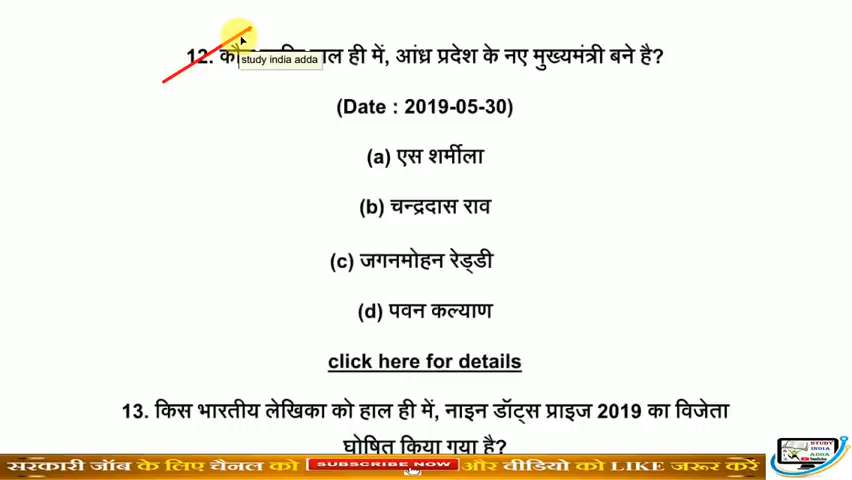 12. हाल ही में, आंध्र प्रदेश के नए मुख्यमंत्री बने है?
study india adda
(Date : 2019-05-30)
(a) एस शर्मीला
(b) चन्द्रदास राव
(c) जगनमोहन रेड्डी
(d) पवन कल्याण
click here for details
13. किस भारतीय लेखिका को हाल ही में, नाइन डॉट्स प्राइज 2019 का विजेता
घोषित किया गया है?
सरकारी जॉब के लिए चैनल को SUBSCRIBE NOW और वीडियो को LIKE जरूर करें
STUDY
INDIA
ADDA
YouTube